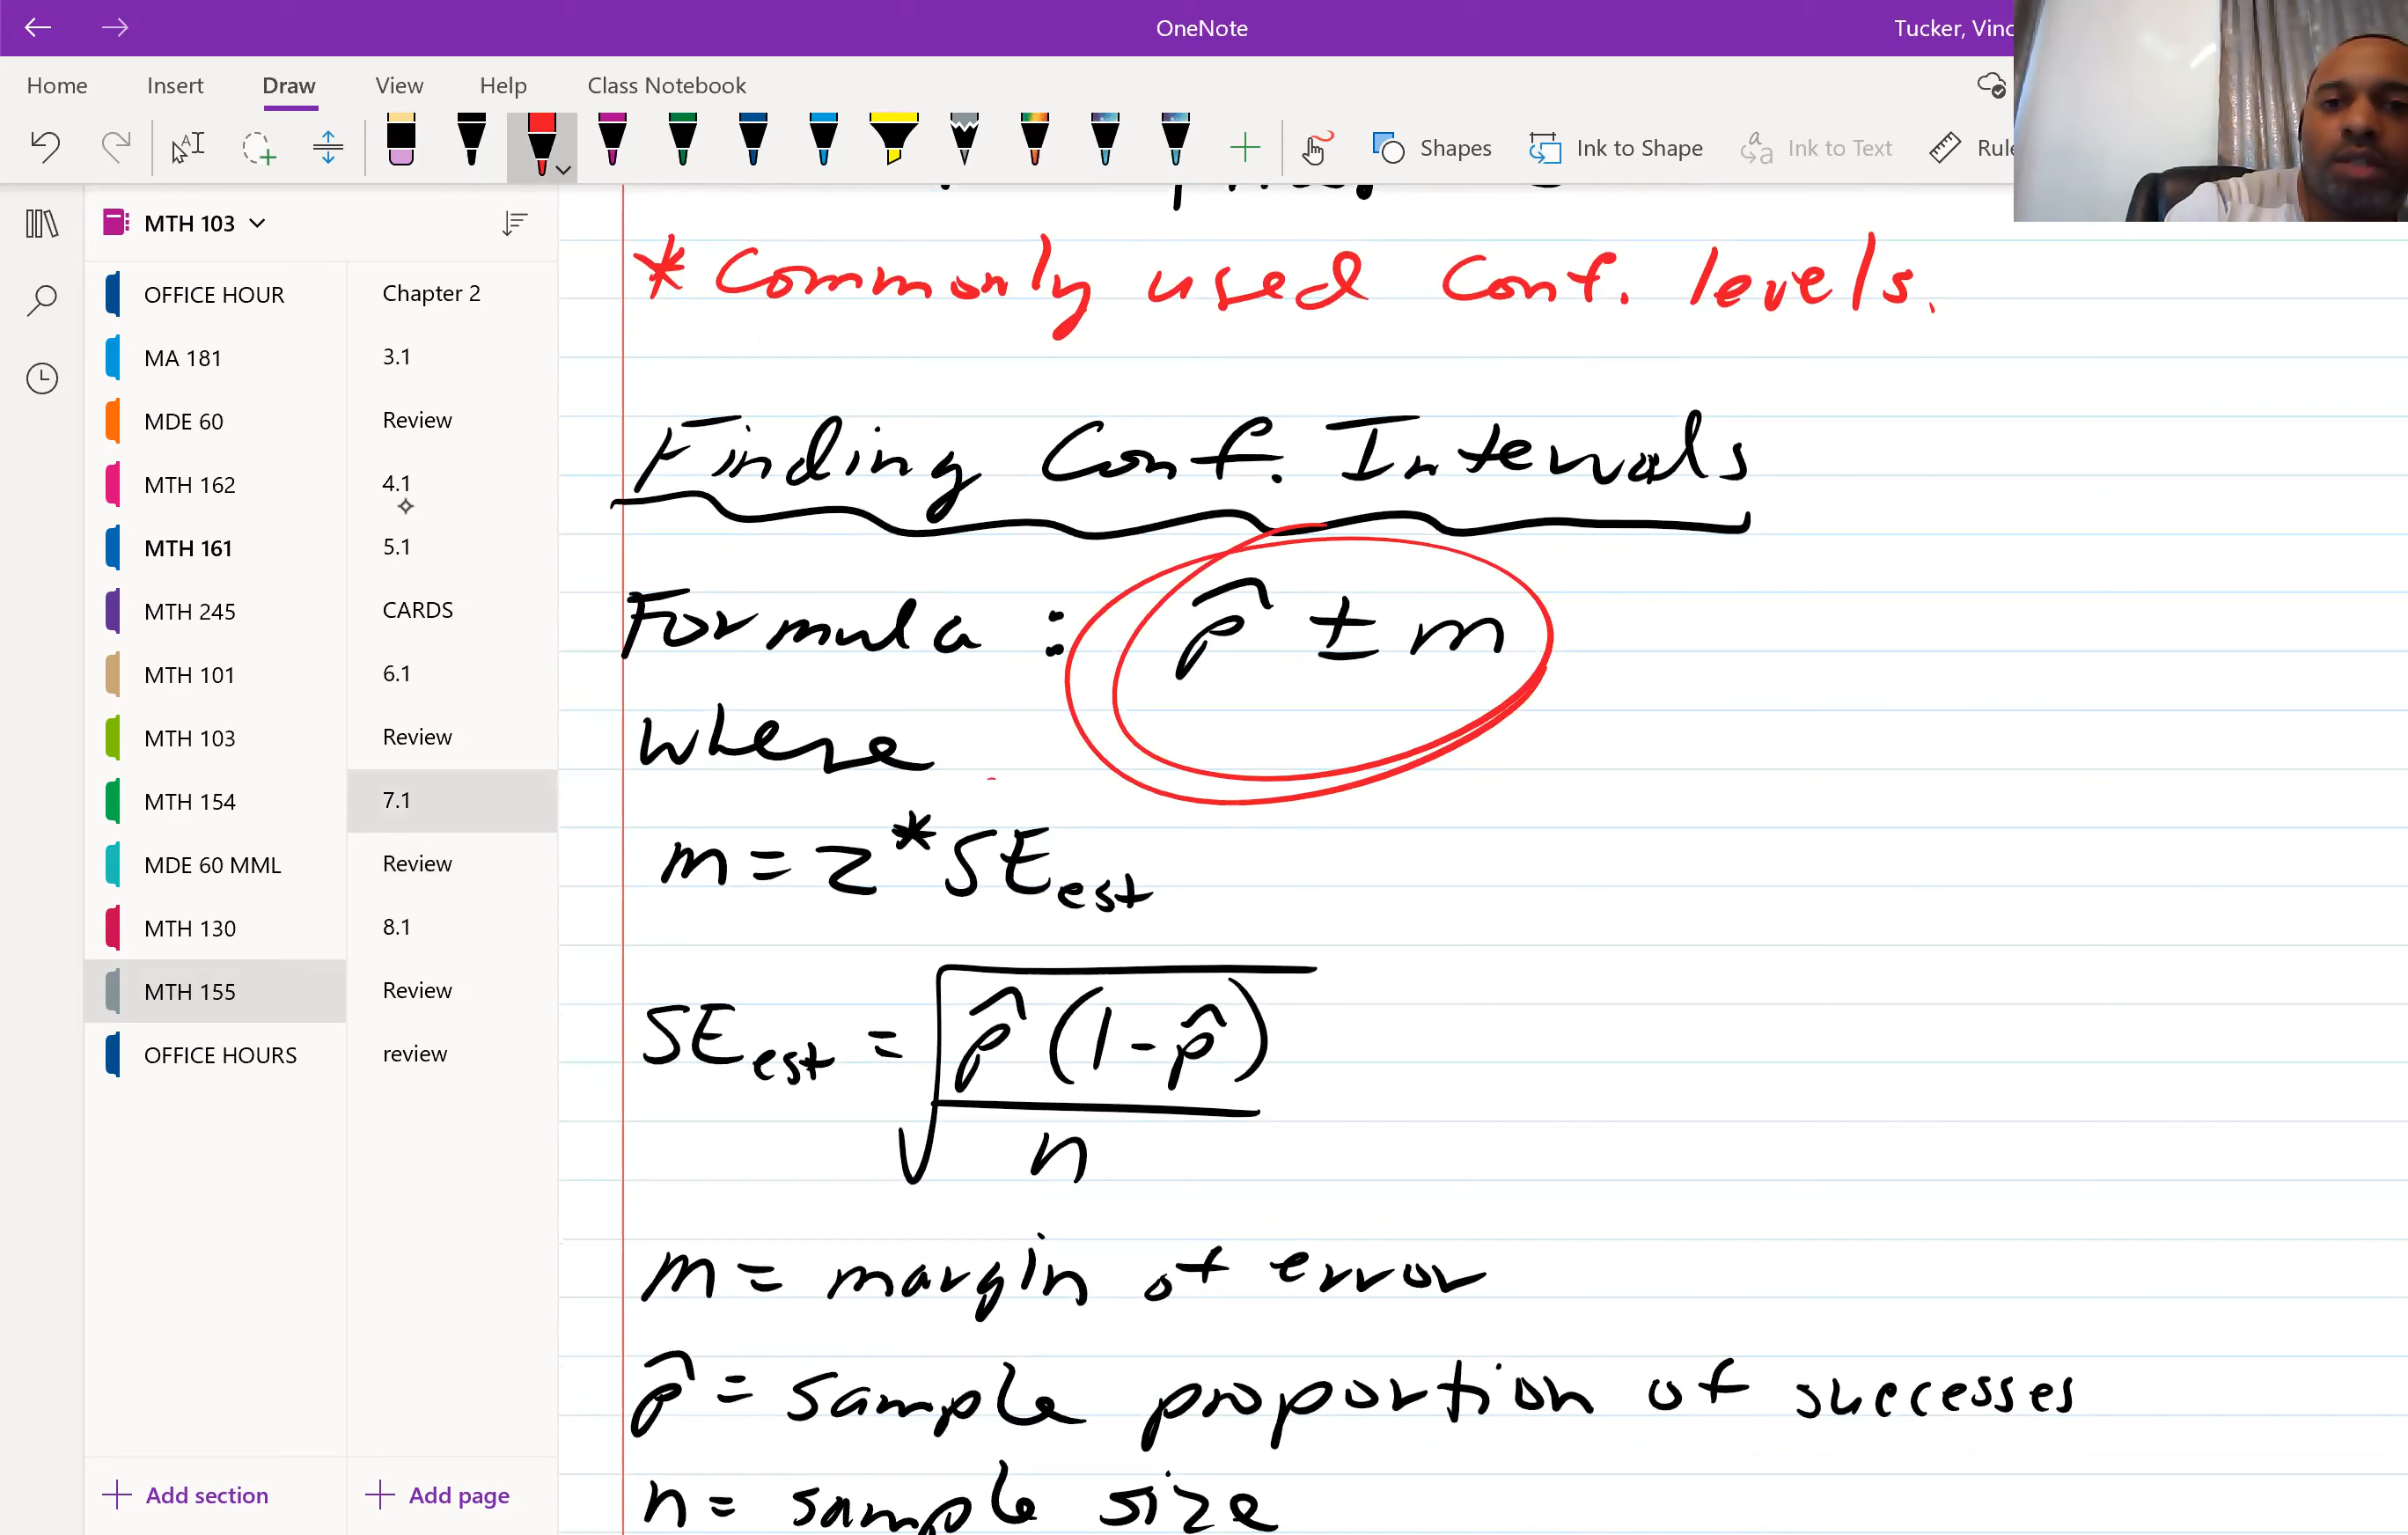 OneNote
Tucker, Vinc
Home Insert Draw View Help Class Notebook
Shapes Ink to Shape Ink to Text Rule
MTH 103
OFFICE HOUR
MA 181
MDE 60
MTH 162
MTH 161
MTH 245
MTH 101
MTH 103
MTH 154
MDE 60 MML
MTH 130
MTH 155
OFFICE HOURS
Add section
Chapter 2
3.1
Review
4.1
5.1
CARDS
6.1
Review
7.1
Review
8.1
Review
review
Add page
* Commonly used Conf. levels.
Finding Conf. Intervals
Formula : p̂ ± m
where
m = z* SE_est
SE_est = √(p̂ (1 - p̂) / n)
m = margin of error
p̂ = sample proportion of successes
n = sample size